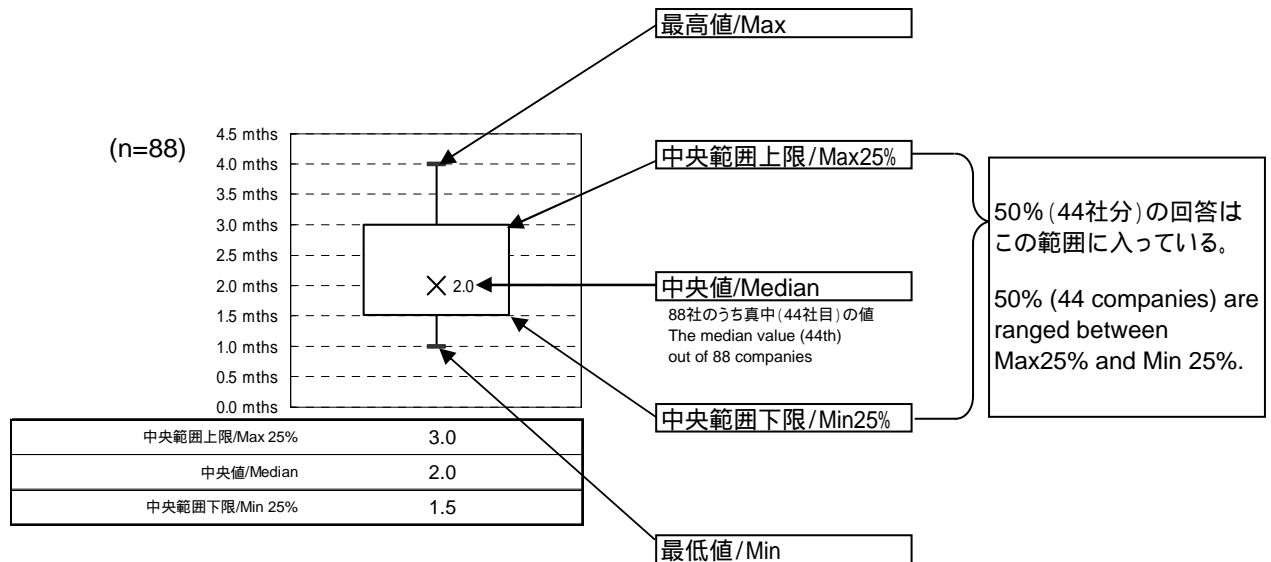 最高値/Max
(n=88)
4.5 mths
4.0 mths
3.5 mths
3.0 mths
2.5 mths
2.0 mths
1.5 mths
1.0 mths
0.5 mths
0.0 mths
2.0
中央範囲上限/Max25%
中央値/Median
88社のうち真中(44社目)の値
The median value (44th)
out of 88 companies
中央範囲下限/Min25%
最低値/Min
50%(44社分)の回答は
この範囲に入っている。
50% (44 companies) are
ranged between
Max25% and Min 25%.
中央範囲上限/Max 25% 3.0
中央値/Median 2.0
中央範囲下限/Min 25% 1.5